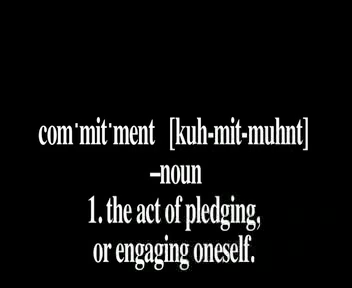 com·mit·ment [kuh-mit-muhnt]
–noun
1. the act of pledging,
or engaging oneself.